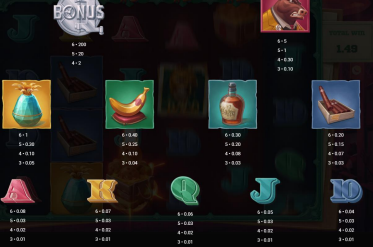 BONUS
6 • 200
5 • 20
4 • 2
6 • 5
5 • 1
4 • 0.30
3 • 0.10
1.49
6 • 1
5 • 0.30
4 • 0.10
3 • 0.05
6 • 0.40
5 • 0.25
4 • 0.10
3 • 0.04
6 • 0.30
5 • 0.20
4 • 0.08
3 • 0.03
6 • 0.20
5 • 0.15
4 • 0.07
3 • 0.03
A
K
Q
J
10
6 • 0.08
5 • 0.03
4 • 0.02
3 • 0.01
6 • 0.07
5 • 0.03
4 • 0.02
3 • 0.01
6 • 0.06
5 • 0.03
4 • 0.02
3 • 0.01
6 • 0.05
5 • 0.03
4 • 0.02
3 • 0.01
6 • 0.04
5 • 0.03
4 • 0.02
3 • 0.01